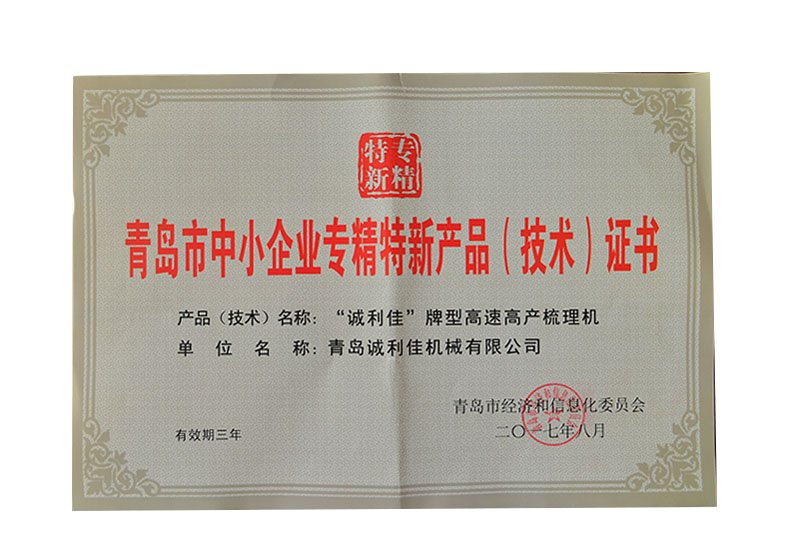 专精
特新
青岛市中小企业专精特新产品（技术）证书
产品（技术）名称：“诚利佳”牌型高速高产梳理机
单位名称：青岛诚利佳机械有限公司
青岛市经济和信息化委员会
二〇一七年八月
有效期三年